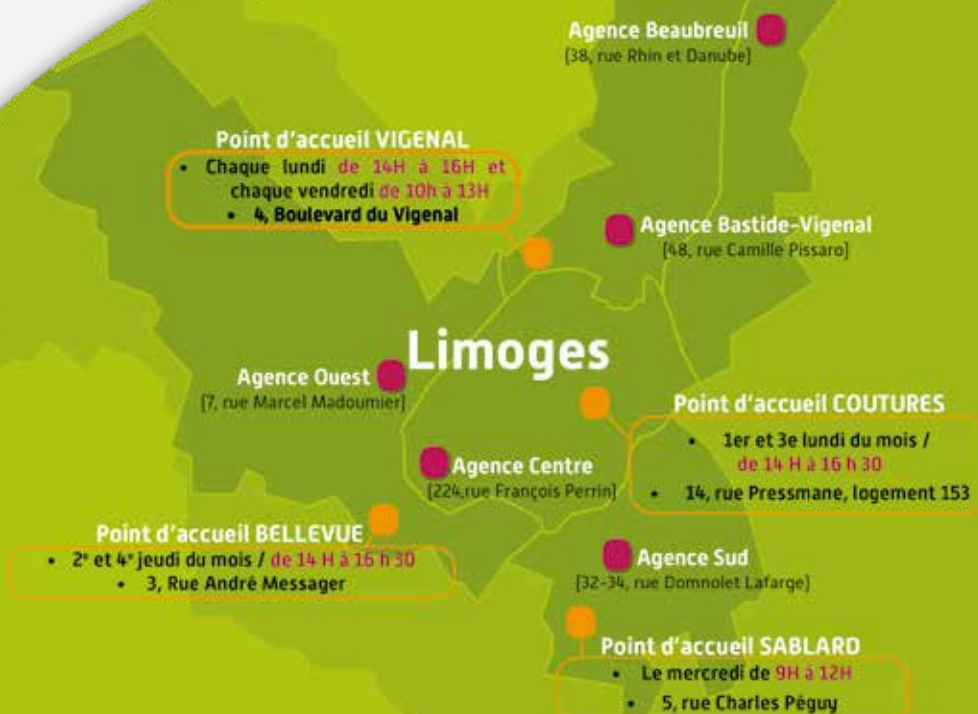 Agence Beaubreuil
[38, rue Rhin et Danube]
Point d'accueil VIGENAL
• Chaque lundi de 14H à 16H et
chaque vendredi de 10h à 13H
• 4, Boulevard du Vigenal
Agence Bastide-Vigenal
[48, rue Camille Pissaro]
Limoges
Agence Ouest
[7, rue Marcel Madoumier]
Point d'accueil COUTURES
• 1er et 3e lundi du mois /
de 14 H à 16 h 30
• 14, rue Pressmane, logement 153
Agence Centre
[224,rue François Perrin]
Point d'accueil BELLEVUE
• 2e et 4e jeudi du mois / de 14 H à 16 h 30
• 3, Rue André Messager
Agence Sud
[32-34, rue Domnolet Lafarge]
Point d'accueil SABLARD
• Le mercredi de 9H à 12H
• 5, rue Charles Péguy